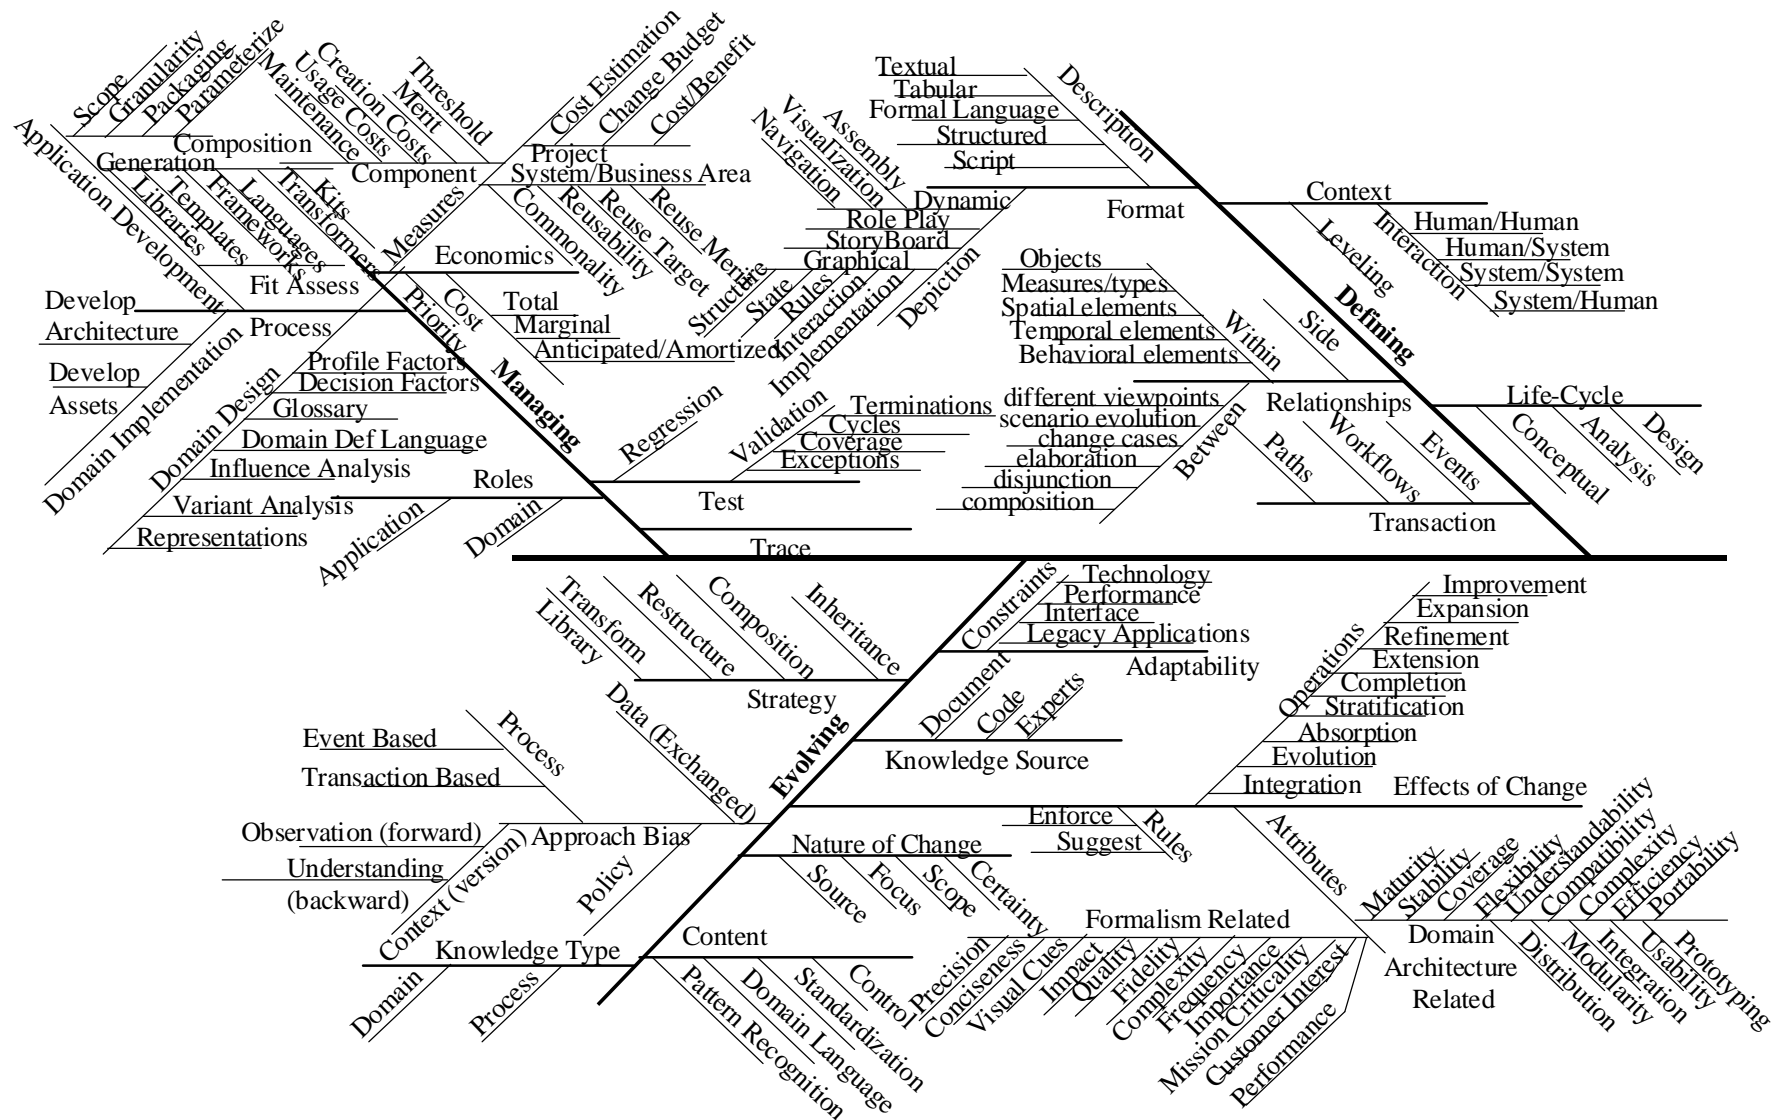 Scope
Granularity
Packaging
Parameterize
Composition
Application Development
Generation
Libraries
Templates
Frameworks
Languages
Transformers
Kits
Fit Assess
Maintenance
Usage Costs
Creation Costs
Merit
Threshold
Component
Measures
Cost Estimation
Change Budget
Cost/Benefit
Project
System/Business Area
Commonality
Reusability
Reuse Target
Reuse Merit
Economics
Priority
Cost
Total
Marginal
Anticipated/Amortized
Managing
Develop
Architecture
Develop
Assets
Domain Implementation
Process
Domain Design
Profile Factors
Decision Factors
Glossary
Domain Def Language
Influence Analysis
Variant Analysis
Representations
Roles
Application
Domain
Regression
Validation
Terminations
Cycles
Coverage
Exceptions
Test
Trace
Textual
Tabular
Formal Language
Structured
Script
Description
Navigation
Visualization
Assembly
Dynamic
Role Play
StoryBoard
Graphical
Structure
State
Rules
Interaction
Implementation
Depiction
Format
Context
Leveling
Interaction
Human/Human
Human/System
System/System
System/Human
Defining
Objects
Measures/types
Spatial elements
Temporal elements
Behavioral elements
Within
Side
different viewpoints
scenario evolution
change cases
elaboration
disjunction
composition
Between
Relationships
Paths
Workflows
Events
Transaction
Life-Cycle
Conceptual
Analysis
Design
Library
Transform
Restructure
Composition
Inheritance
Strategy
Constraints
Technology
Performance
Interface
Legacy Applications
Adaptability
Document
Code
Experts
Knowledge Source
Evolving
Process
Event Based
Transaction Based
Data (Exchanged)
Observation (forward)
Understanding
(backward)
Context (version)
Approach Bias
Policy
Knowledge Type
Domain
Process
Operations
Improvement
Expansion
Refinement
Extension
Completion
Stratification
Absorption
Evolution
Integration
Effects of Change
Enforce
Suggest
Rules
Attributes
Nature of Change
Source
Focus
Scope
Certainty
Content
Pattern Recognition
Domain Language
Standardization
Control
Formalism Related
Precision
Conciseness
Visual Cues
Impact
Quality
Fidelity
Complexity
Frequency
Importance
Mission Criticality
Customer Interest
Performance
Maturity
Stability
Coverage
Flexibility
Understandability
Compatibility
Complexity
Efficiency
Portability
Domain
Architecture
Related
Distribution
Modularity
Integration
Usability
Prototyping